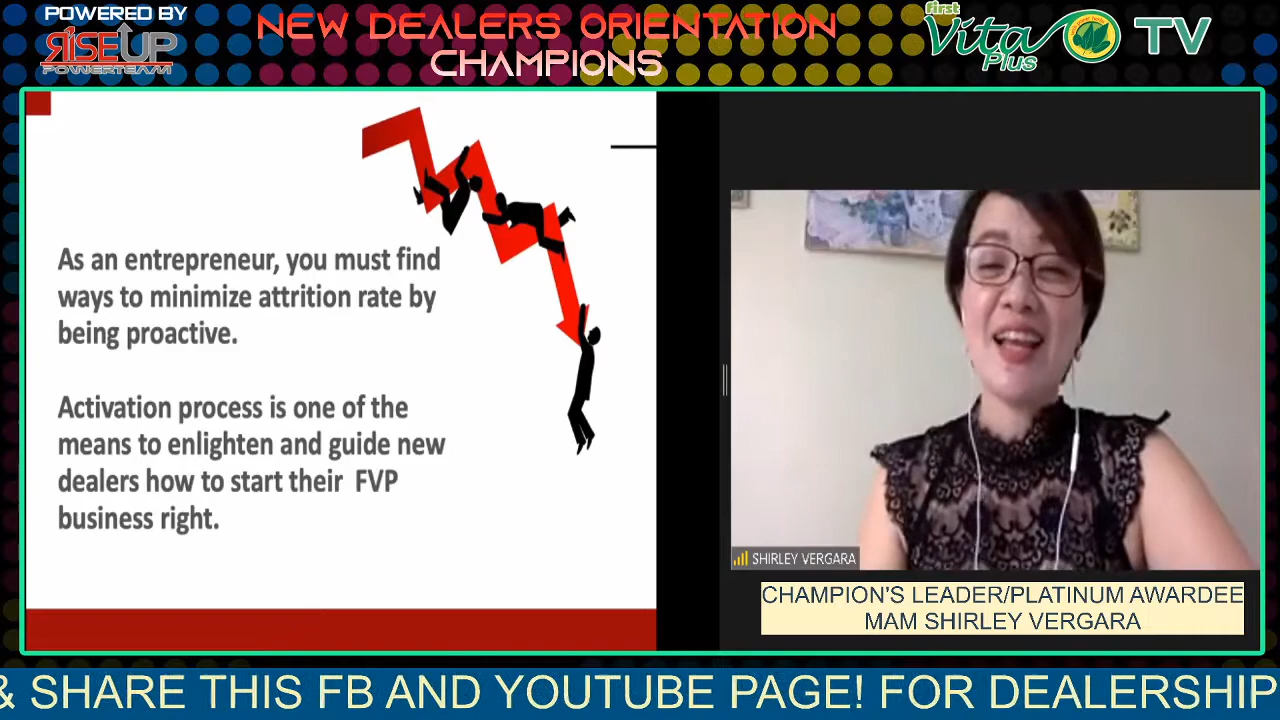 POWERED BY
RiSEUP
POWERTEAM
NEW DEALERS ORIENTATION
CHAMPIONS
first
Vita
Plus
TV
As an entrepreneur, you must find
ways to minimize attrition rate by
being proactive.
Activation process is one of the
means to enlighten and guide new
dealers how to start their FVP
business right.
SHIRLEY VERGARA
CHAMPION'S LEADER/PLATINUM AWARDEE
MAM SHIRLEY VERGARA
& SHARE THIS FB AND YOUTUBE PAGE! FOR DEALERSHIP